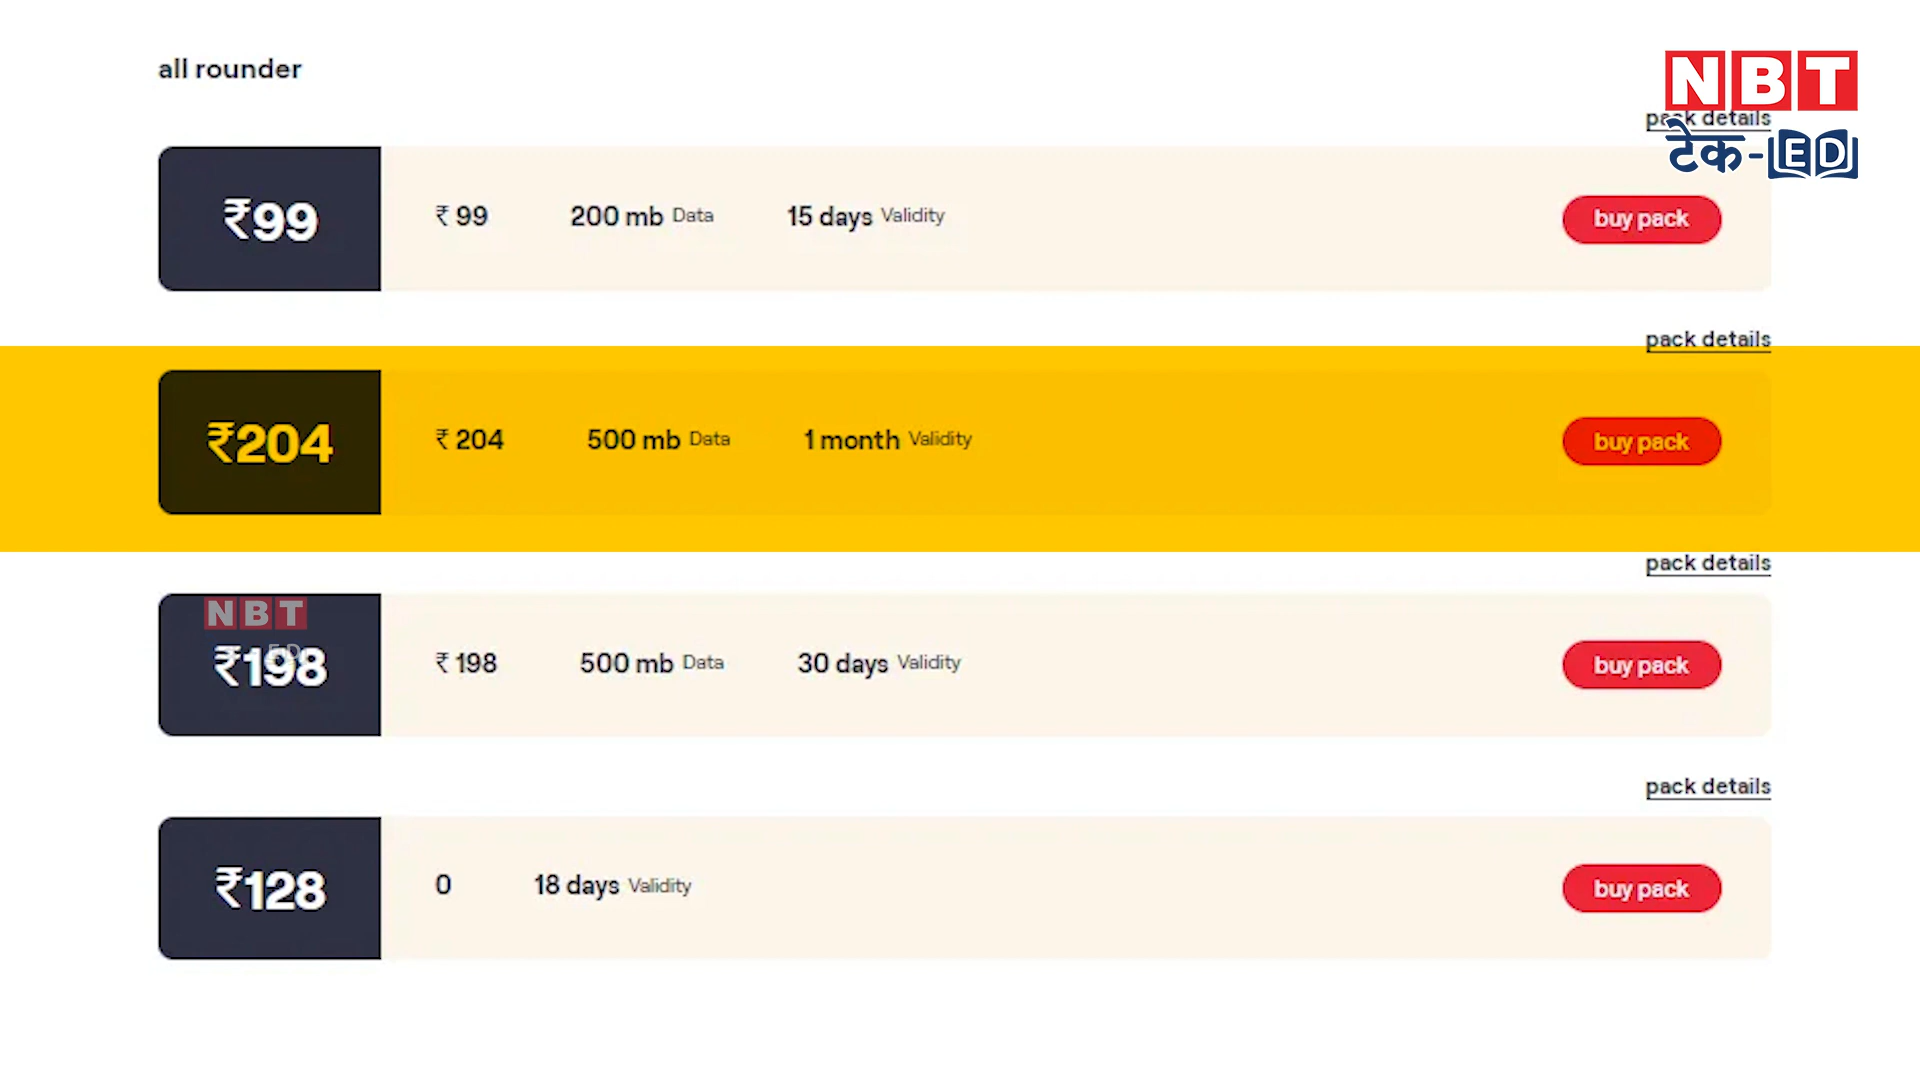 all rounder
NBT
टेक-ED
pack details
₹99
₹ 99 200 mb Data 15 days Validity
buy pack
pack details
₹204
₹ 204 500 mb Data 1 month Validity
buy pack
pack details
NBT
ED
₹198
₹ 198 500 mb Data 30 days Validity
buy pack
pack details
₹128
0 18 days Validity
buy pack